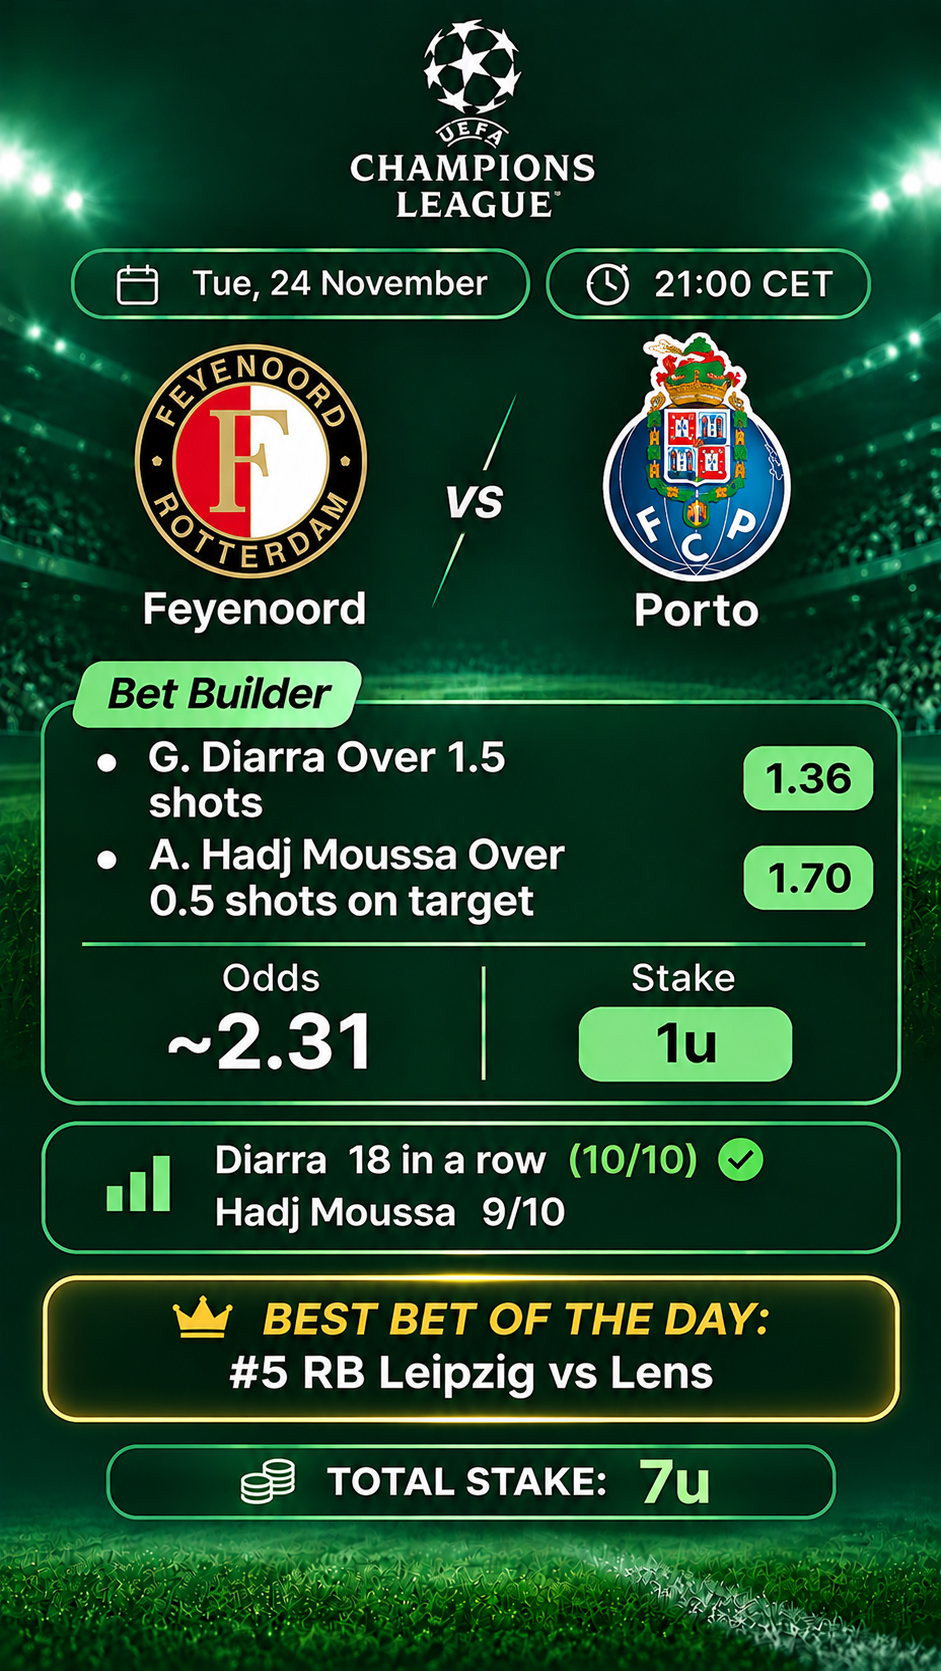 UEFA
CHAMPIONS
LEAGUE™
Tue, 24 November
21:00 CET
FEYENOORD
ROTTERDAM
F
VS
FCP
Feyenoord
Porto
Bet Builder
• G. Diarra Over 1.5
shots
1.36
• A. Hadj Moussa Over
0.5 shots on target
1.70
Odds
Stake
~2.31
1u
Diarra 18 in a row (10/10)
Hadj Moussa 9/10
BEST BET OF THE DAY:
#5 RB Leipzig vs Lens
TOTAL STAKE: 7u